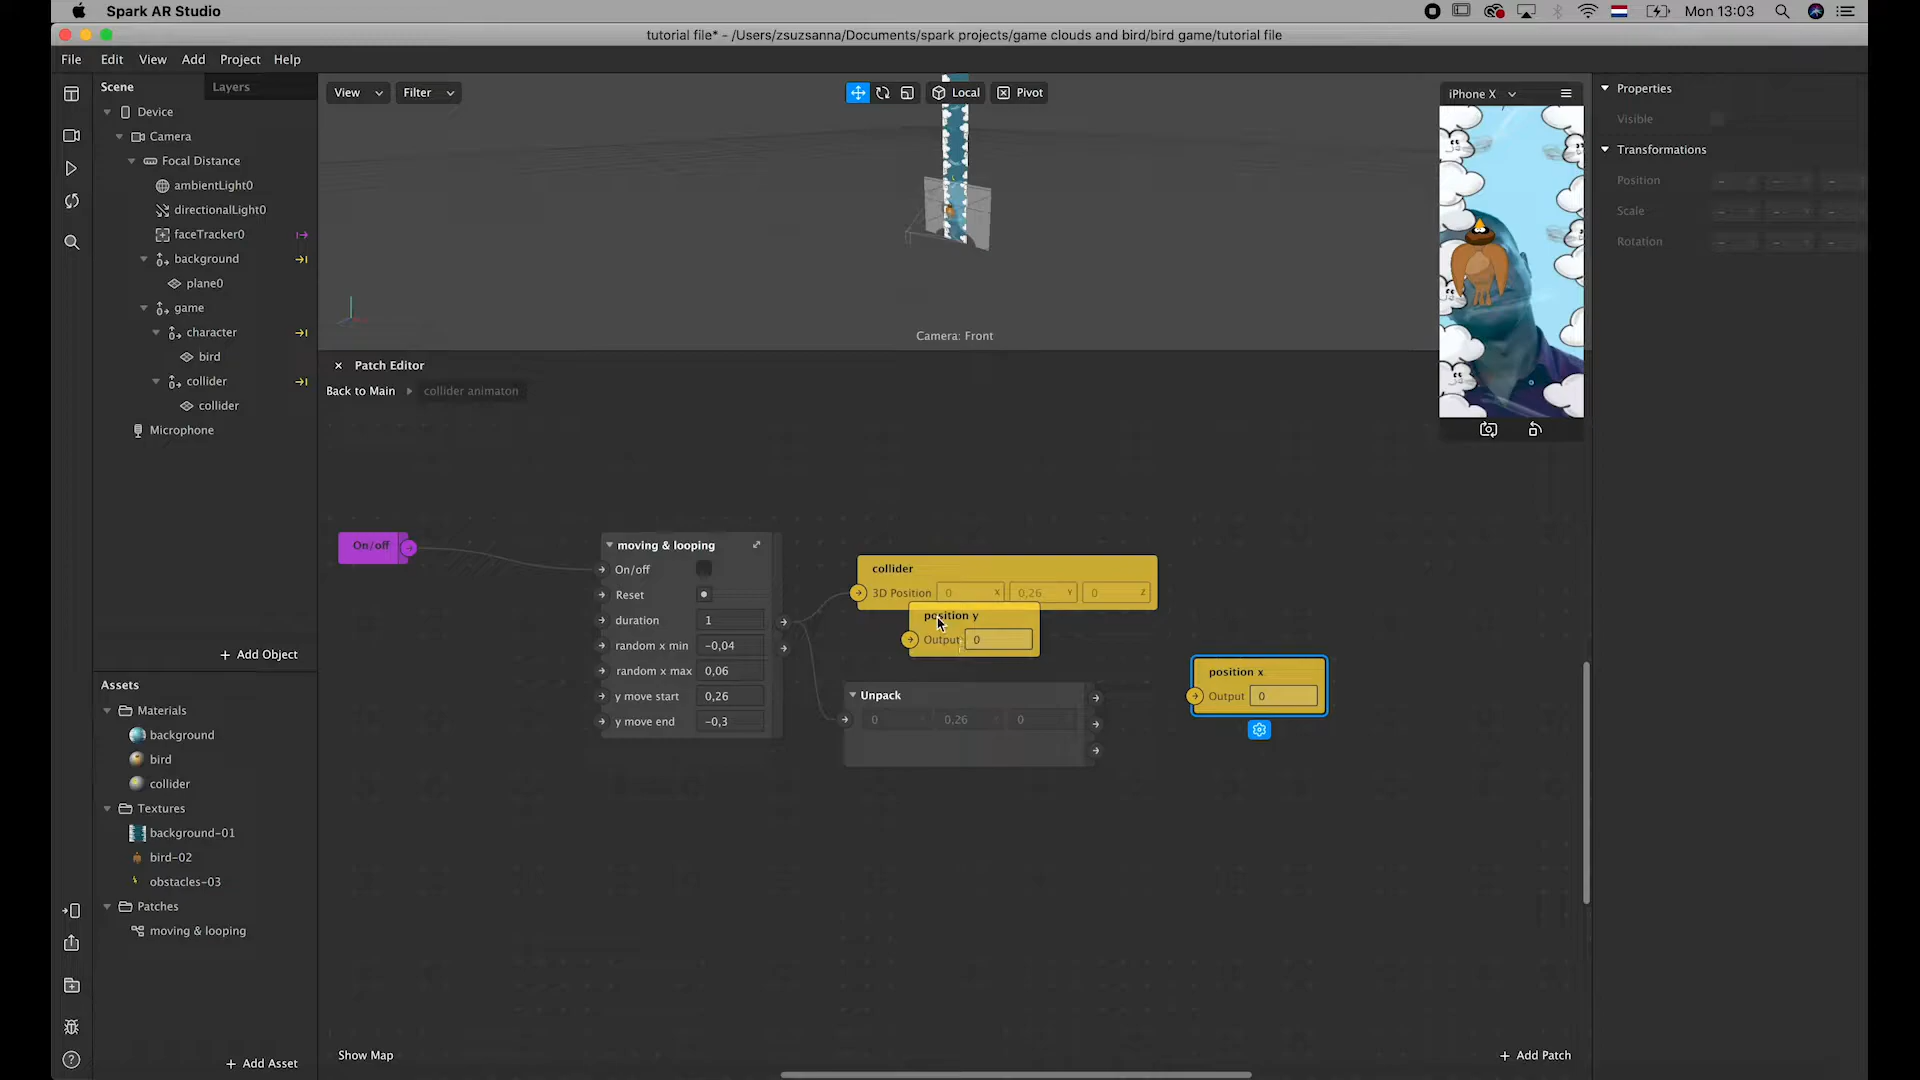 Spark AR Studio
Mon 13:03
tutorial file* – /Users/zsuzsanna/Documents/spark projects/game clouds and bird/bird game/tutorial file
File Edit View Add Project Help
Scene Layers
Device
Camera
Focal Distance
ambientLight0
directionalLight0
faceTracker0
background
plane0
game
character
bird
collider
collider
Microphone
+ Add Object
Assets
Materials
background
bird
collider
Textures
background-01
bird-02
obstacles-03
Patches
moving & looping
+ Add Asset
View Filter
Local Pivot
Camera: Front
iPhone X
Patch Editor
Back to Main collider animaton
On/off
moving & looping
On/off
Reset
duration 1
random x min -0,04
random x max 0,06
y move start 0,26
y move end -0,3
collider
3D Position 0 X 0,26 Y 0 Z
position y
Output 0
Unpack
0 0,26 0
position x
Output 0
Show Map
+ Add Patch
Properties
Visible
Transformations
Position – – –
Scale – – –
Rotation – – –